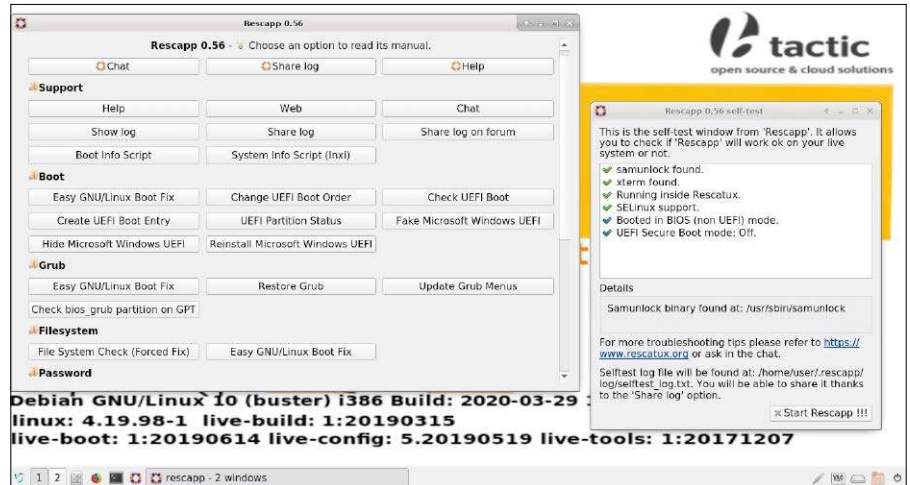 Rescapp 0.56
Rescapp 0.56 - Choose an option to read its manual.
Chat
Share log
Help
Support
Help
Web
Chat
Show log
Share log
Share log on forum
Boot Info Script
System Info Script (Inxi)
Boot
Easy GNU/Linux Boot Fix
Change UEFI Boot Order
Check UEFI Boot
Create UEFI Boot Entry
UEFI Partition Status
Fake Microsoft Windows UEFI
Hide Microsoft Windows UEFI
Reinstall Microsoft Windows UEFI
Grub
Easy GNU/Linux Boot Fix
Restore Grub
Update Grub Menus
Check bios_grub partition on GPT
Filesystem
File System Check (Forced Fix)
Easy GNU/Linux Boot Fix
Password
tactic
open source & cloud solutions
Rescapp 0.56 self-test
This is the self-test window from 'Rescapp'. It allows
you to check if 'Rescapp' will work ok on your live
system or not.
samunlock found.
xterm found.
Running inside Rescatux.
SELinux support.
Booted in BIOS (non UEFI) mode.
UEFI Secure Boot mode: Off.
Details
Samunlock binary found at: /usr/sbin/samunlock
For more troubleshooting tips please refer to https://
www.rescatux.org or ask in the chat.
Selftest log file will be found at: /home/user/.rescapp/
log/selftest_log.txt. You will be able to share it thanks
to the 'Share log' option.
Start Rescapp !!!
Debian GNU/Linux 10 (buster) i386 Build: 2020-03-29
linux: 4.19.98-1 live-build: 1:20190315
live-boot: 1:20190614 live-config: 5.20190519 live-tools: 1:20171207
1 2 rescapp - 2 windows